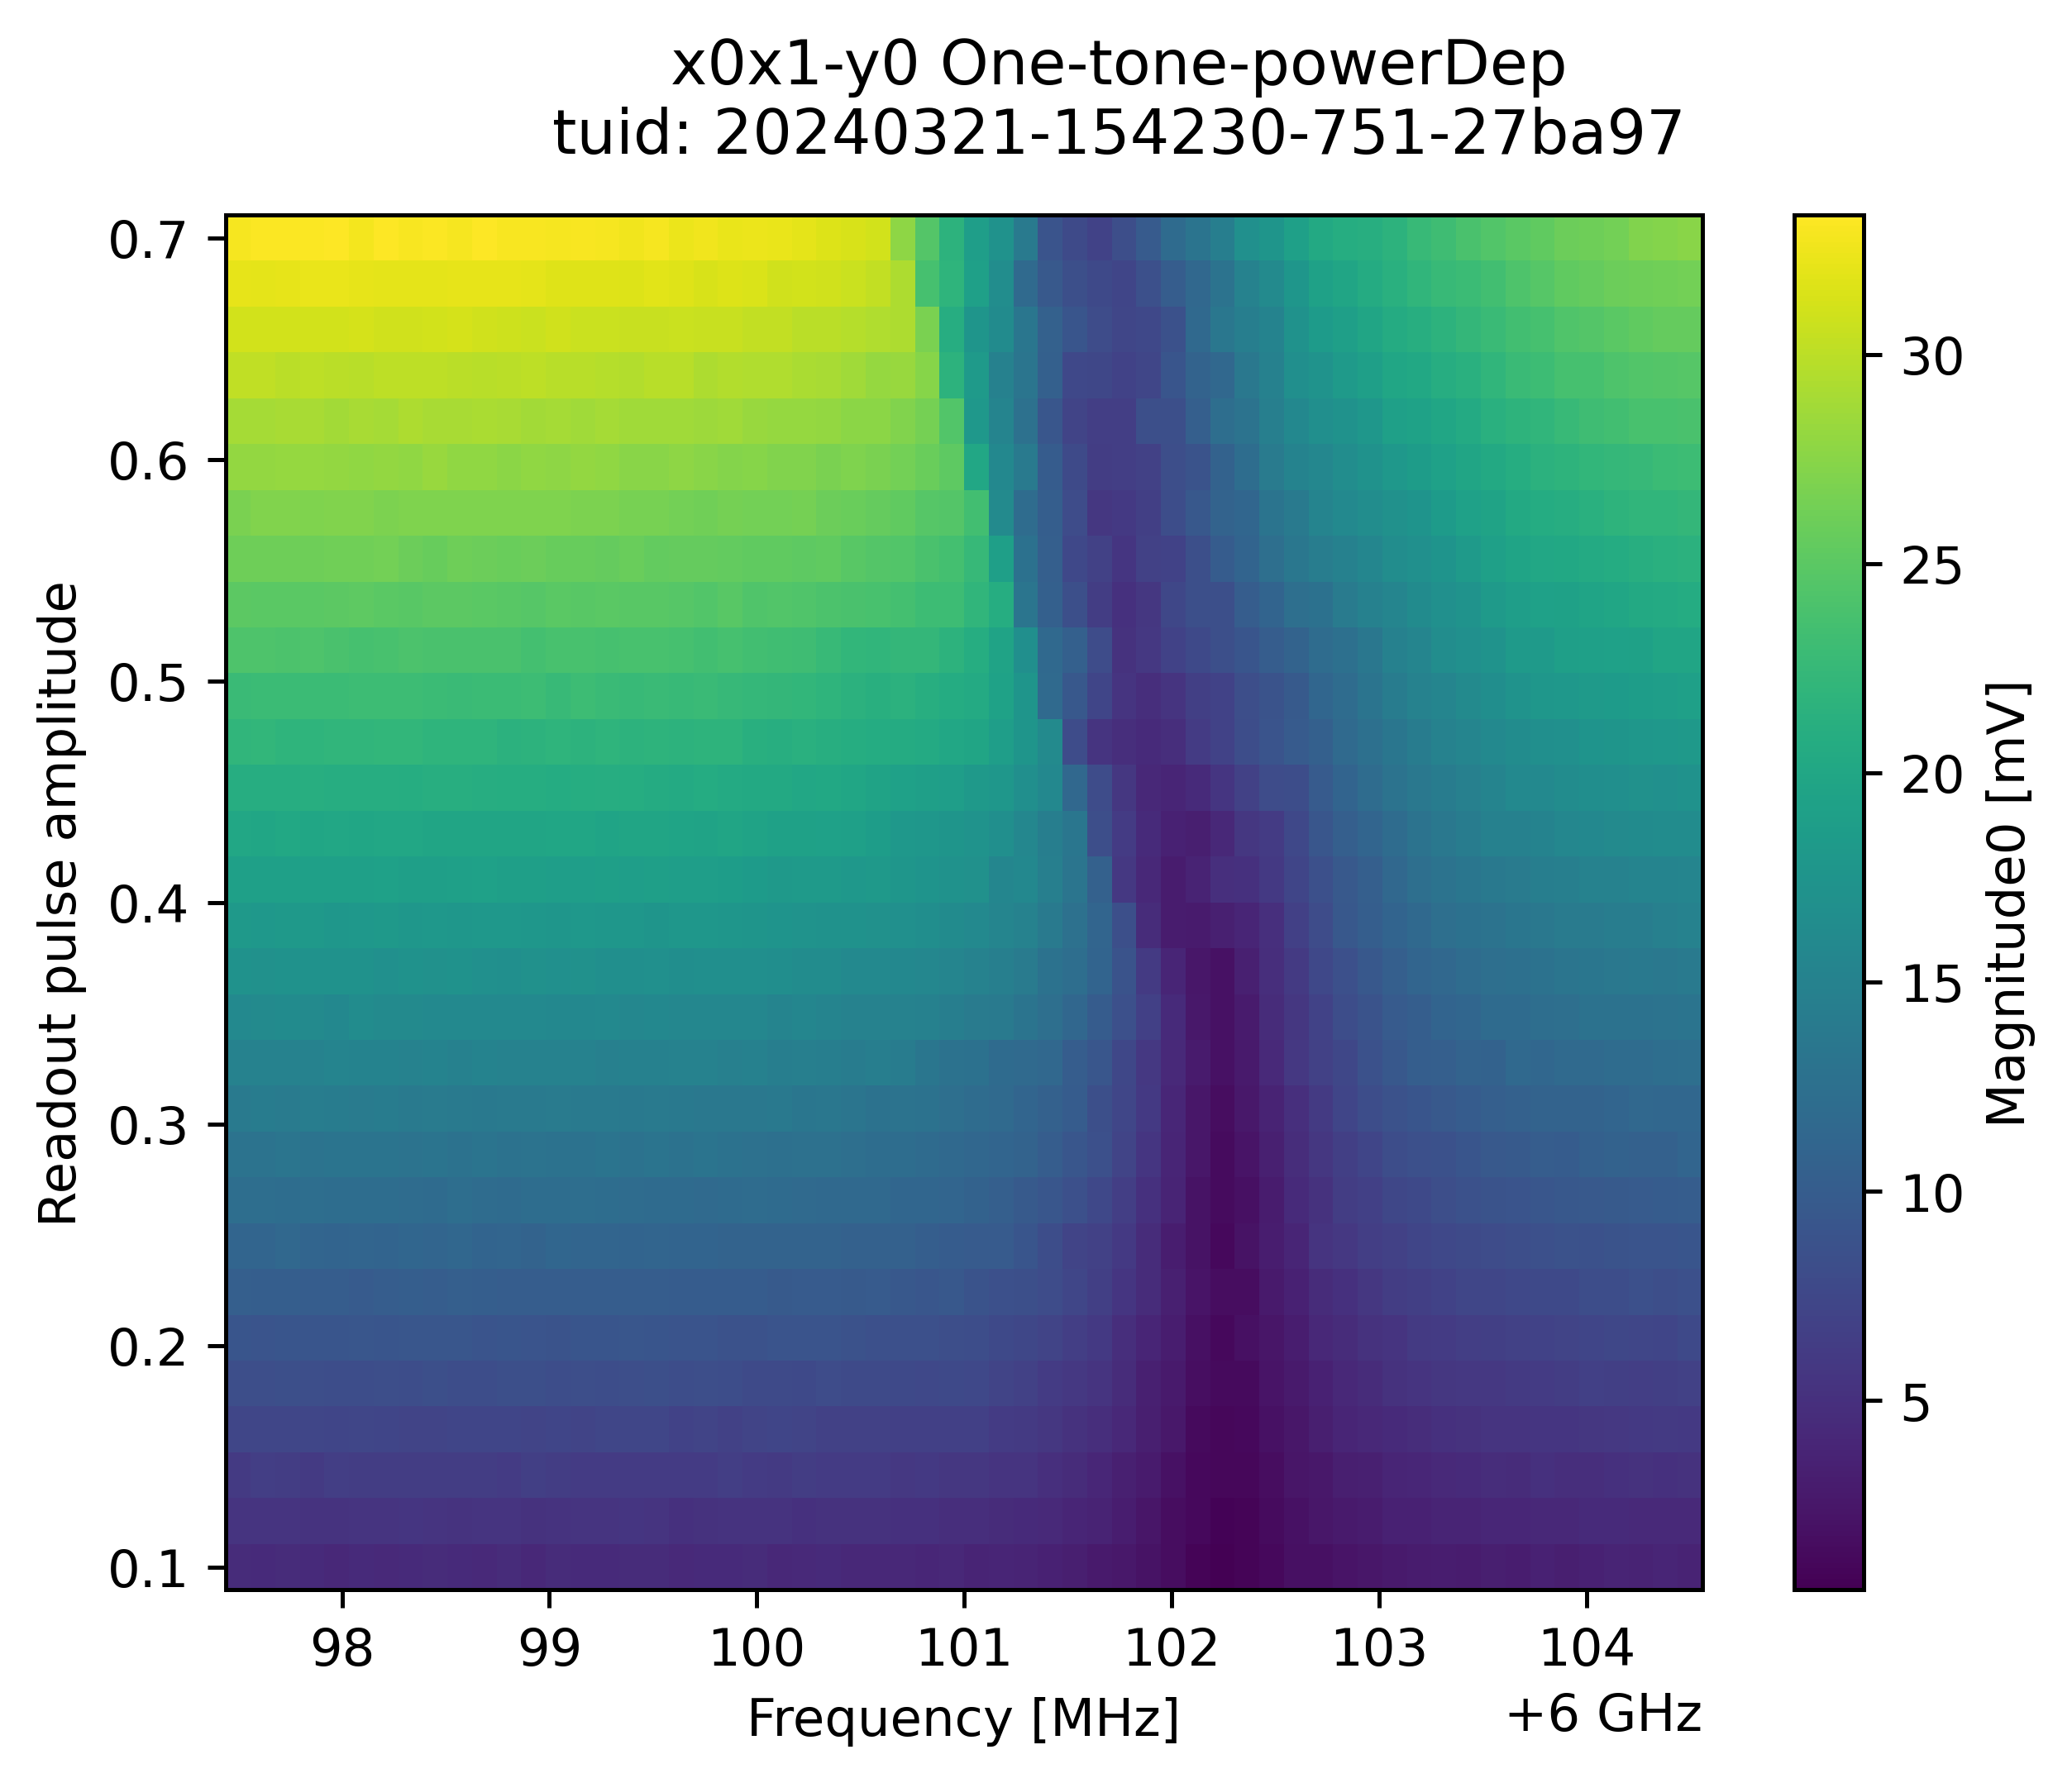 x0x1-y0 One-tone-powerDep
tuid: 20240321-154230-751-27ba97
Readout pulse amplitude
0.7
0.6
0.5
0.4
0.3
0.2
0.1
98 99 100 101 102 103 104
Frequency [MHz]
+6 GHz
30
25
20
15
10
5
Magnitude0 [mV]